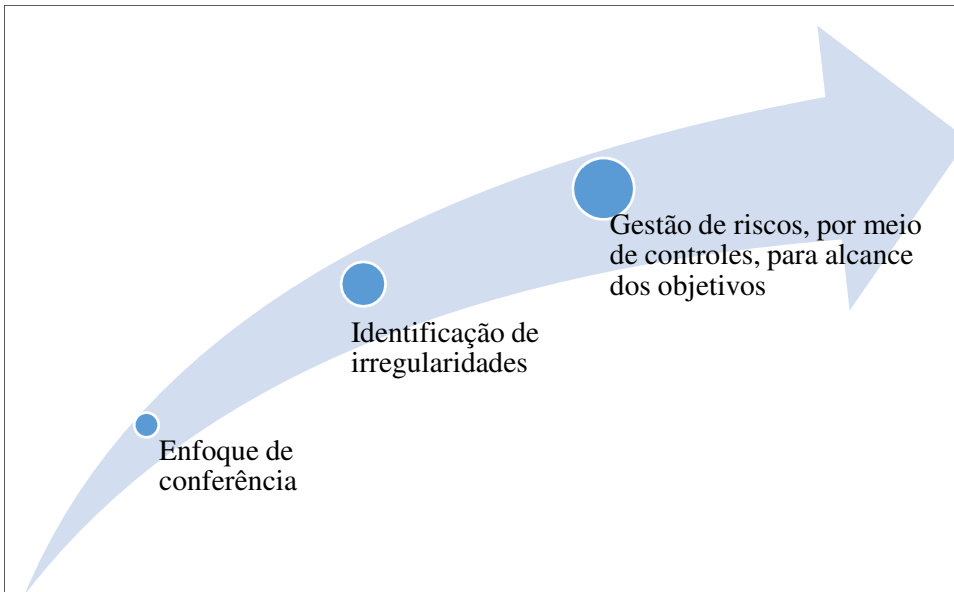 Gestão de riscos, por meio
de controles, para alcance
dos objetivos
Identificação de
irregularidades
Enfoque de
conferência